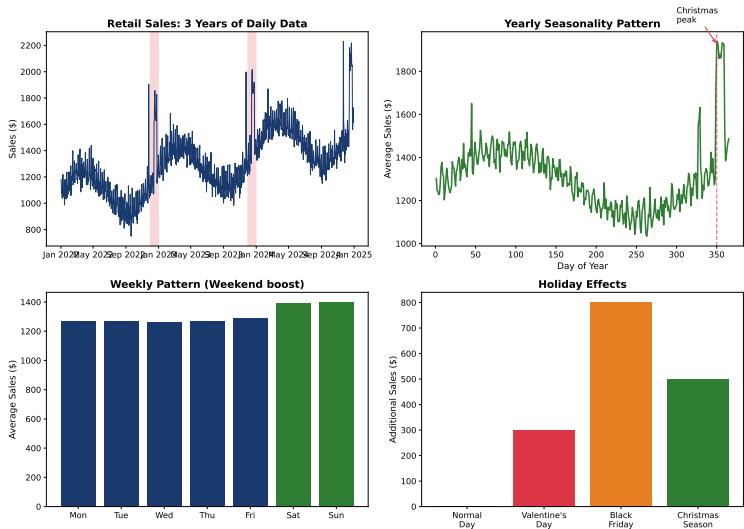 Retail Sales: 3 Years of Daily Data
Sales ($)
2200
2000
1800
1600
1400
1200
1000
800
Jan 2022
May 2022
Sep 2022
Jan 2023
May 2023
Sep 2023
Jan 2024
May 2024
Sep 2024
Jan 2025
Yearly Seasonality Pattern
Christmas
peak
Average Sales ($)
1800
1600
1400
1200
1000
0
50
100
150
200
250
300
350
Day of Year
Weekly Pattern (Weekend boost)
Average Sales ($)
1400
1200
1000
800
600
400
200
0
Mon
Tue
Wed
Thu
Fri
Sat
Sun
Holiday Effects
Additional Sales ($)
800
700
600
500
400
300
200
100
0
Normal
Day
Valentine's
Day
Black
Friday
Christmas
Season